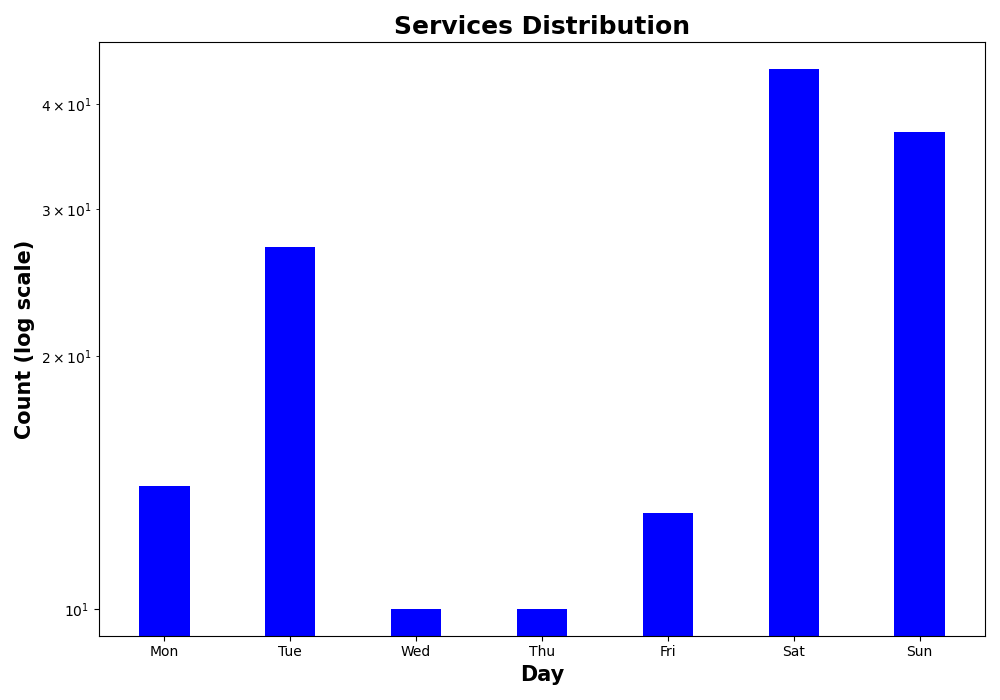 Services Distribution
Count (log scale)
4 × 10¹
3 × 10¹
2 × 10¹
10¹
Mon Tue Wed Thu Fri Sat Sun
Day